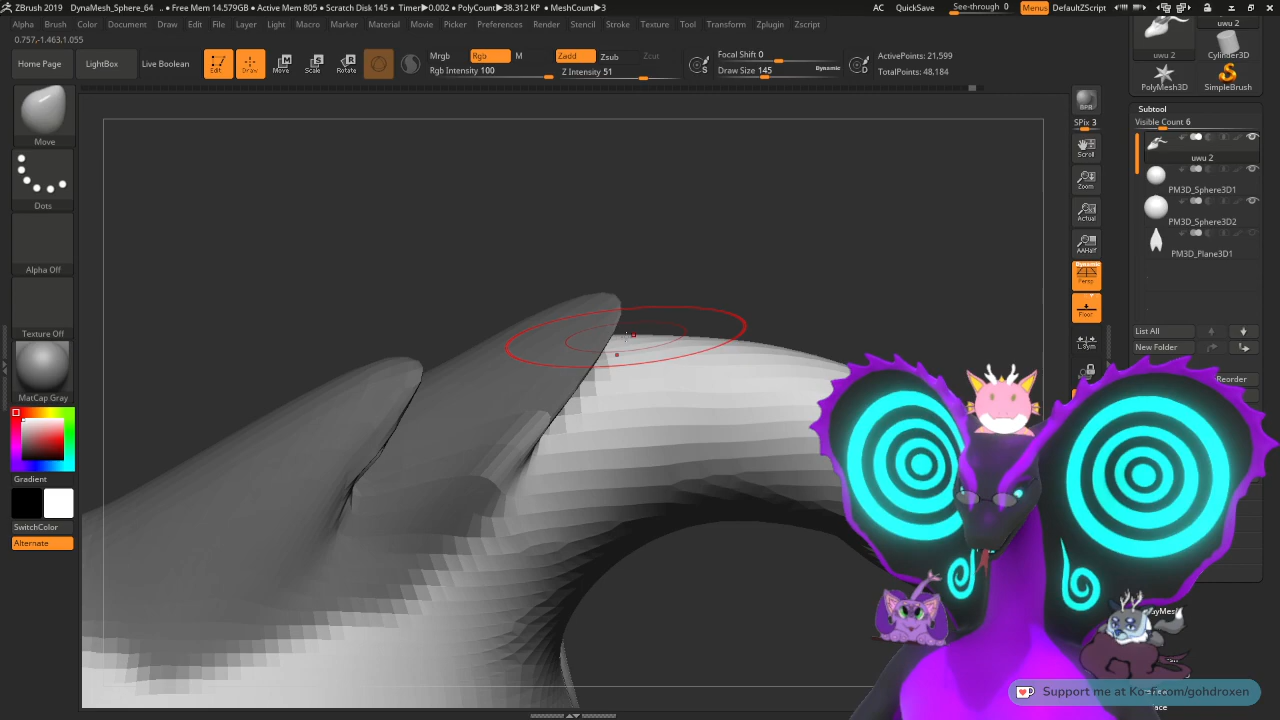 ZBrush 2019 DynaMesh_Sphere_64 .. • Free Mem 14.579GB • Active Mem 805 • Scratch Disk 145 • Timer▶0.002 • PolyCount▶38.312 KP • MeshCount▶3 AC QuickSave See-through 0 Menus DefaultZScript
Alpha Brush Color Document Draw Edit File Layer Light Macro Marker Material Movie Picker Preferences Render Stencil Stroke Texture Tool Transform Zplugin Zscript
0.757,-1.463,1.055
Home Page LightBox Live Boolean Edit Draw Move Scale Rotate
Mrgb Rgb M Zadd Zsub Zcut
Rgb Intensity 100 Z Intensity 51
Focal Shift 0
Draw Size 145 Dynamic
S D
ActivePoints: 21,599
TotalPoints: 48,184
uwu 2
uwu 2 Cylinder3D
PolyMesh3D SimpleBrush
Move
Dots
Alpha Off
Texture Off
MatCap Gray
Gradient
SwitchColor
Alternate
BPR
SPix 3
Scroll
Zoom
Actual
AAHalf
Dynamic
Persp
Floor
L.Sym
Subtool
Visible Count 6
uwu 2
PM3D_Sphere3D1
PM3D_Sphere3D2
PM3D_Plane3D1
List All
New Folder
Reorder
Support me at Ko-fi.com/gohdroxen